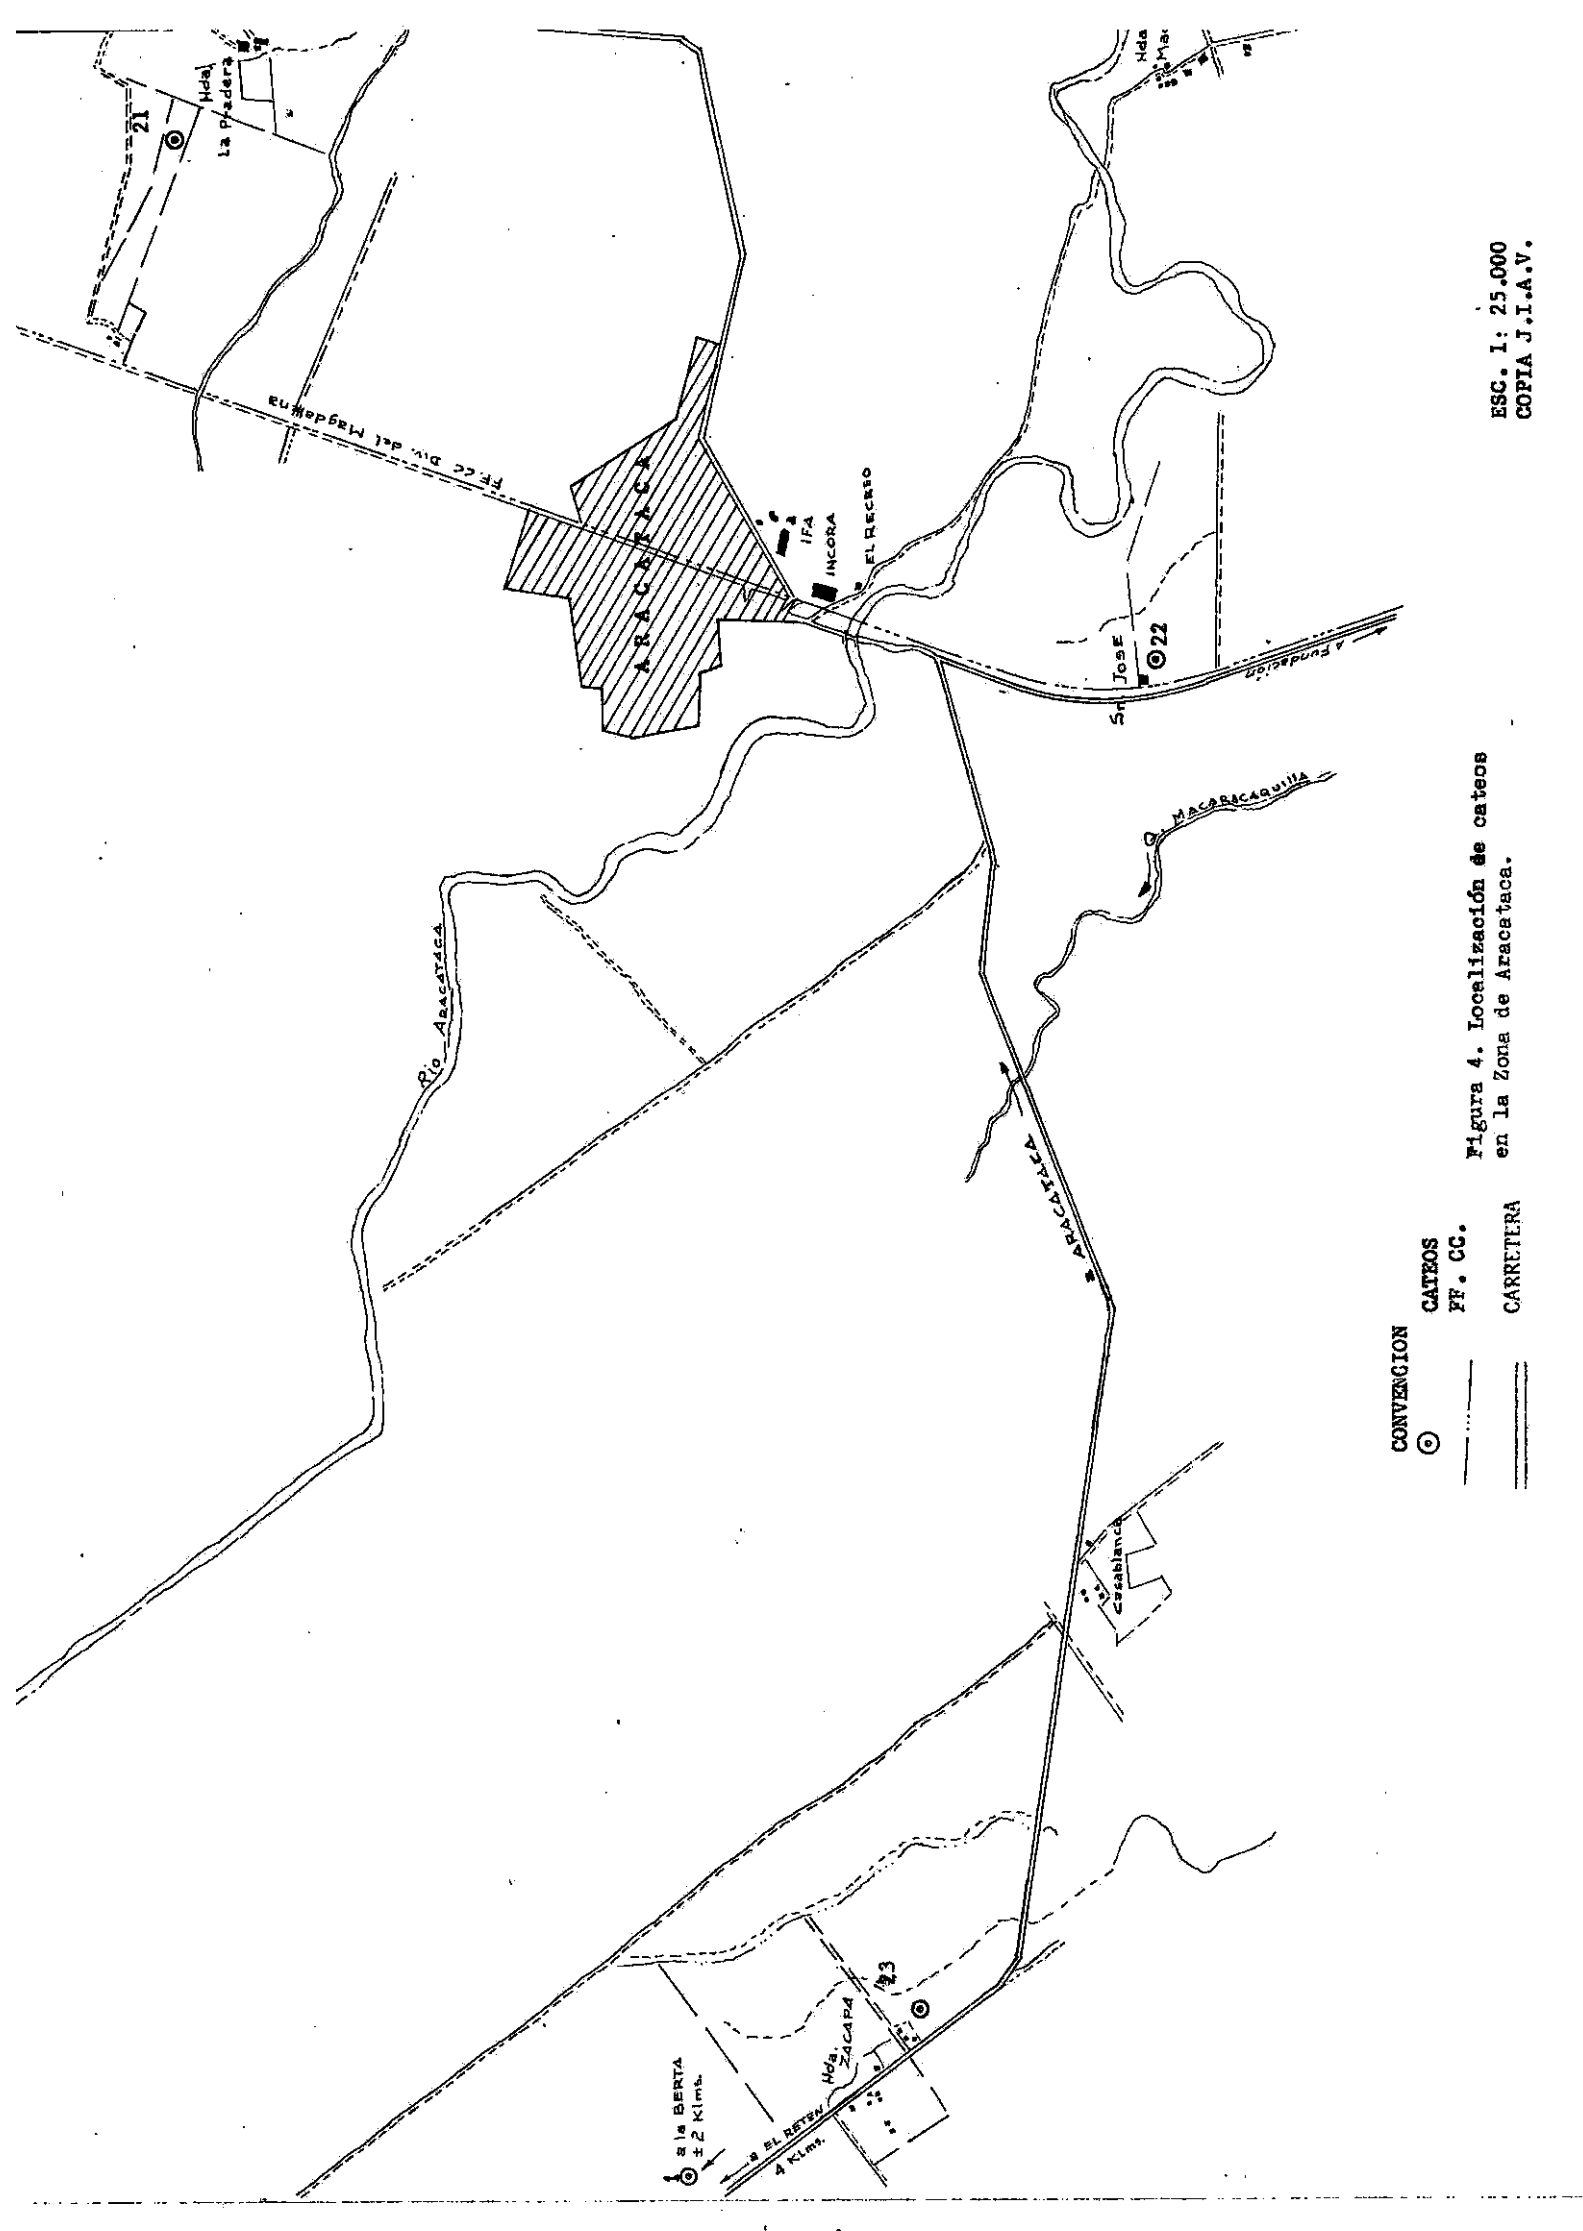 21
Hda
La Pradera
FF. CC Div. del Magdalena
ARACATACA
IFA
INCORA
EL RECREO
Hda
Mac
Sn Jose
22
a Fundación
Q. MACARACAQUILLA
Rio ARACATACA
a ARACATACA
Casablanca
23
Hda.
ZACAPA
a la BERTA
± 2 Klms.
a EL RETEN
4 KLms.
CONVENCION
CATEOS
FF. CC.
CARRETERA
Figura 4. Localización de cateos
en la Zona de Aracataca.
ESC. 1: 25.000
COPIA J.I.A.V.